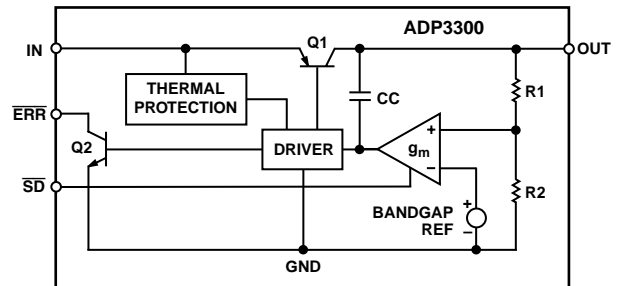 ADP3300
IN
Q1
OUT
THERMAL
PROTECTION
CC
R1
ERR
Q2
DRIVER
gm
+
−
SD
R2
BANDGAP
REF
+
−
GND